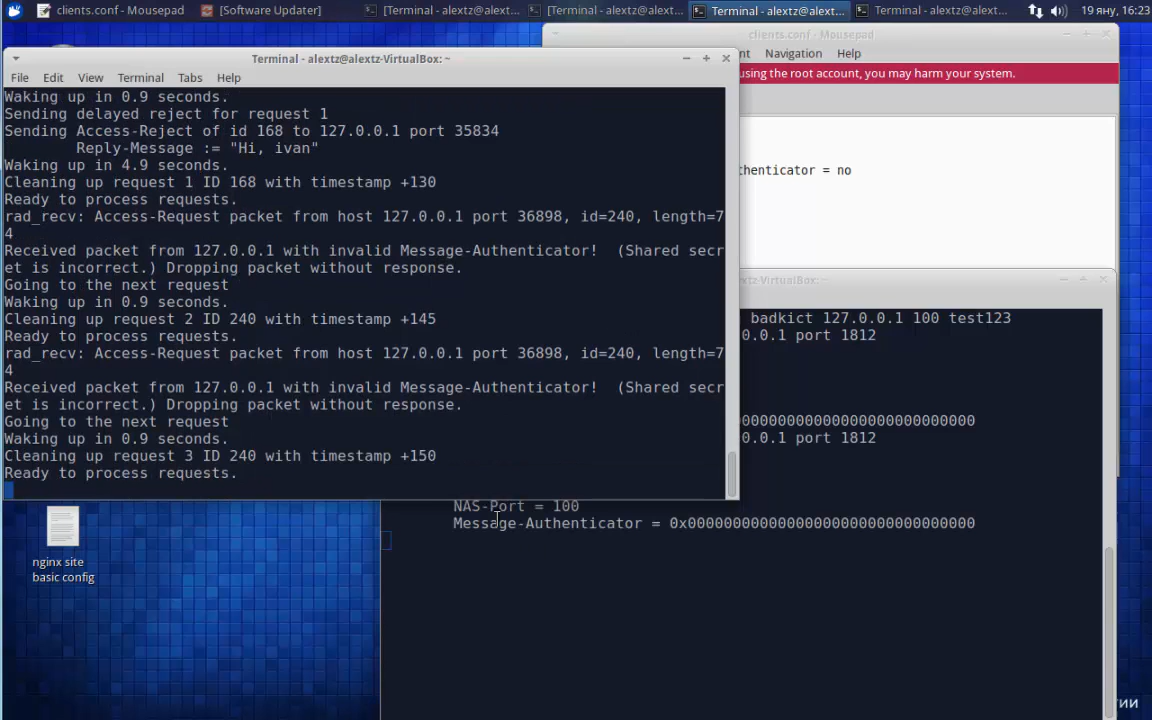 clients.conf - Mousepad
[Software Updater]
[Terminal - alextz@alext...
[Terminal - alextz@alext...
Terminal - alextz@alext...
Terminal - alextz@alext...
19 яну, 16:23
clients.conf - Mousepad
Terminal - alextz@alextz-VirtualBox: ~
nt Navigation Help
File Edit View Terminal Tabs Help
using the root account, you may harm your system.
Waking up in 0.9 seconds.
Sending delayed reject for request 1
Sending Access-Reject of id 168 to 127.0.0.1 port 35834
Reply-Message := "Hi, ivan"
Waking up in 4.9 seconds.
Cleaning up request 1 ID 168 with timestamp +130
Ready to process requests.
rad_recv: Access-Request packet from host 127.0.0.1 port 36898, id=240, length=7
4
Received packet from 127.0.0.1 with invalid Message-Authenticator!  (Shared secr
et is incorrect.) Dropping packet without response.
Going to the next request
Waking up in 0.9 seconds.
Cleaning up request 2 ID 240 with timestamp +145
Ready to process requests.
rad_recv: Access-Request packet from host 127.0.0.1 port 36898, id=240, length=7
4
Received packet from 127.0.0.1 with invalid Message-Authenticator!  (Shared secr
et is incorrect.) Dropping packet without response.
Going to the next request
Waking up in 0.9 seconds.
Cleaning up request 3 ID 240 with timestamp +150
Ready to process requests.
thenticator = no
z-VirtualBox: ~
badkict 127.0.0.1 100 test123
0.0.1 port 1812
00000000000000000000000000
0.0.1 port 1812
NAS-Port = 100
Message-Authenticator = 0x00000000000000000000000000000000
nginx site
basic config
гии